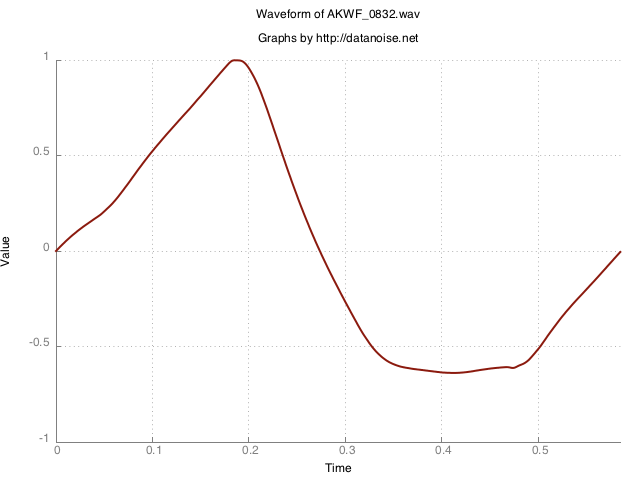 Waveform of AKWF_0832.wav
Graphs by http://datanoise.net
1
0.5
0
-0.5
-1
Value
0 0.1 0.2 0.3 0.4 0.5
Time